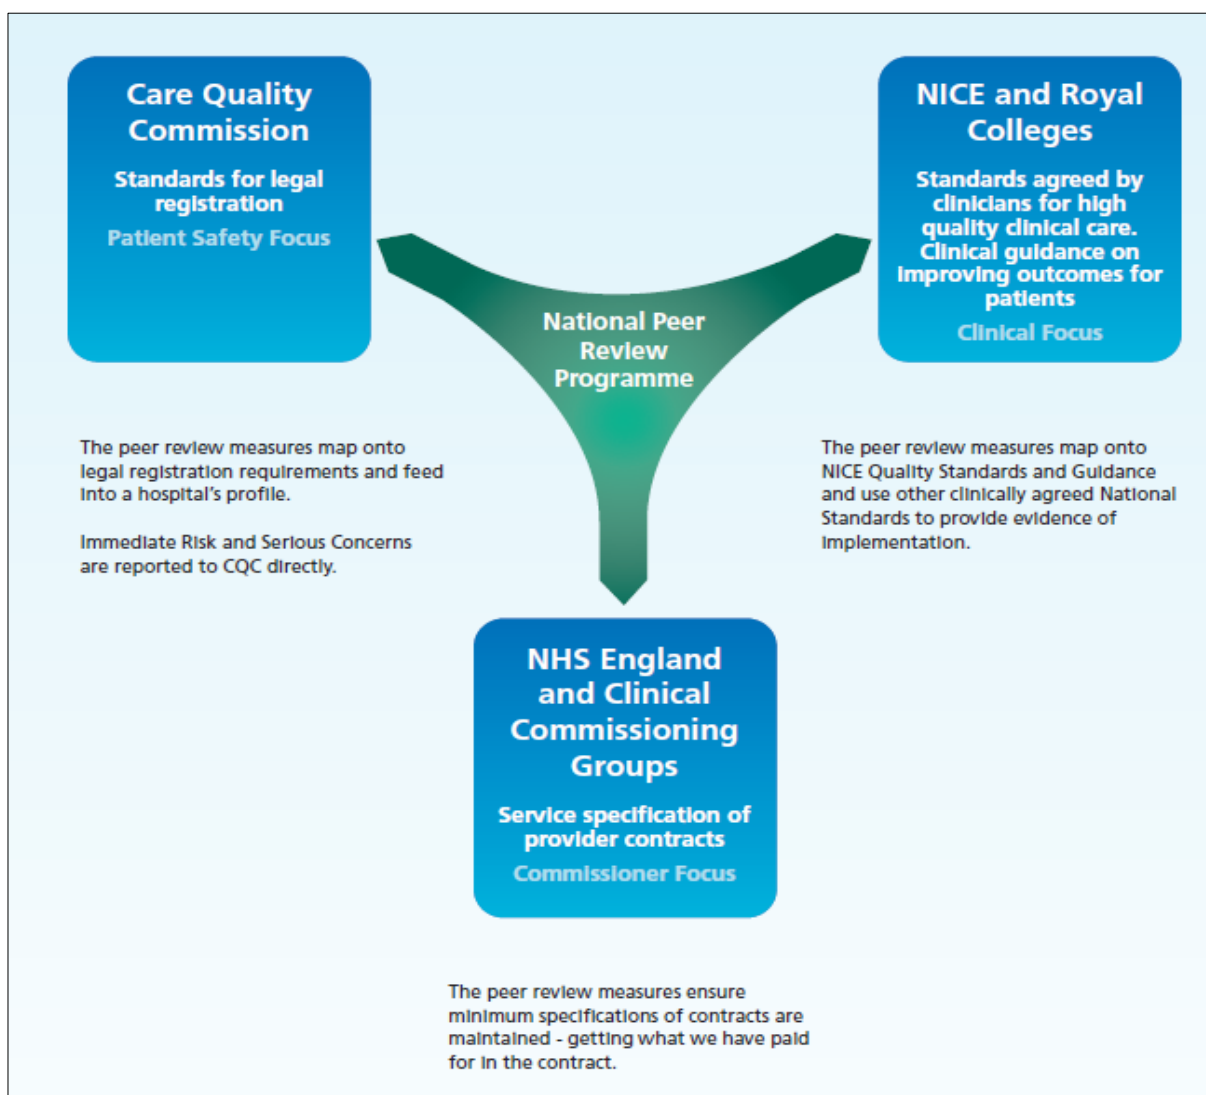 Care Quality
Commission
Standards for legal
registration
Patient Safety Focus
NICE and Royal
Colleges
Standards agreed by
clinicians for high
quality clinical care.
Clinical guidance on
improving outcomes for
patients
Clinical Focus
National Peer
Review
Programme
The peer review measures map onto
legal registration requirements and feed
into a hospital's profile.
Immediate Risk and Serious Concerns
are reported to CQC directly.
The peer review measures map onto
NICE Quality Standards and Guidance
and use other clinically agreed National
Standards to provide evidence of
implementation.
NHS England
and Clinical
Commissioning
Groups
Service specification of
provider contracts
Commissioner Focus
The peer review measures ensure
minimum specifications of contracts are
maintained - getting what we have paid
for in the contract.